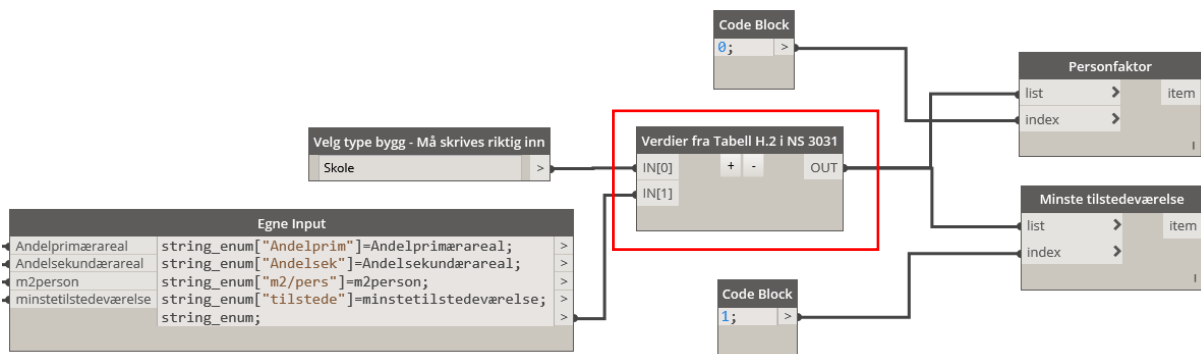 Code Block
0; >
Personfaktor
list > item
index >
Velg type bygg - Må skrives riktig inn
Skole >
Verdier fra Tabell H.2 i NS 3031
IN[0] + - OUT
IN[1]
Minste tilstedeværelse
list > item
index >
Egne Input
Andelprimærareal string_enum["Andelprim"]=Andelprimærareal; >
Andelsekundærareal string_enum["Andelsek"]=Andelsekundærareal; >
m2person string_enum["m2/pers"]=m2person; >
minstetilstedeværelse string_enum["tilstede"]=minstetilstedeværelse; >
string_enum; >
Code Block
1; >